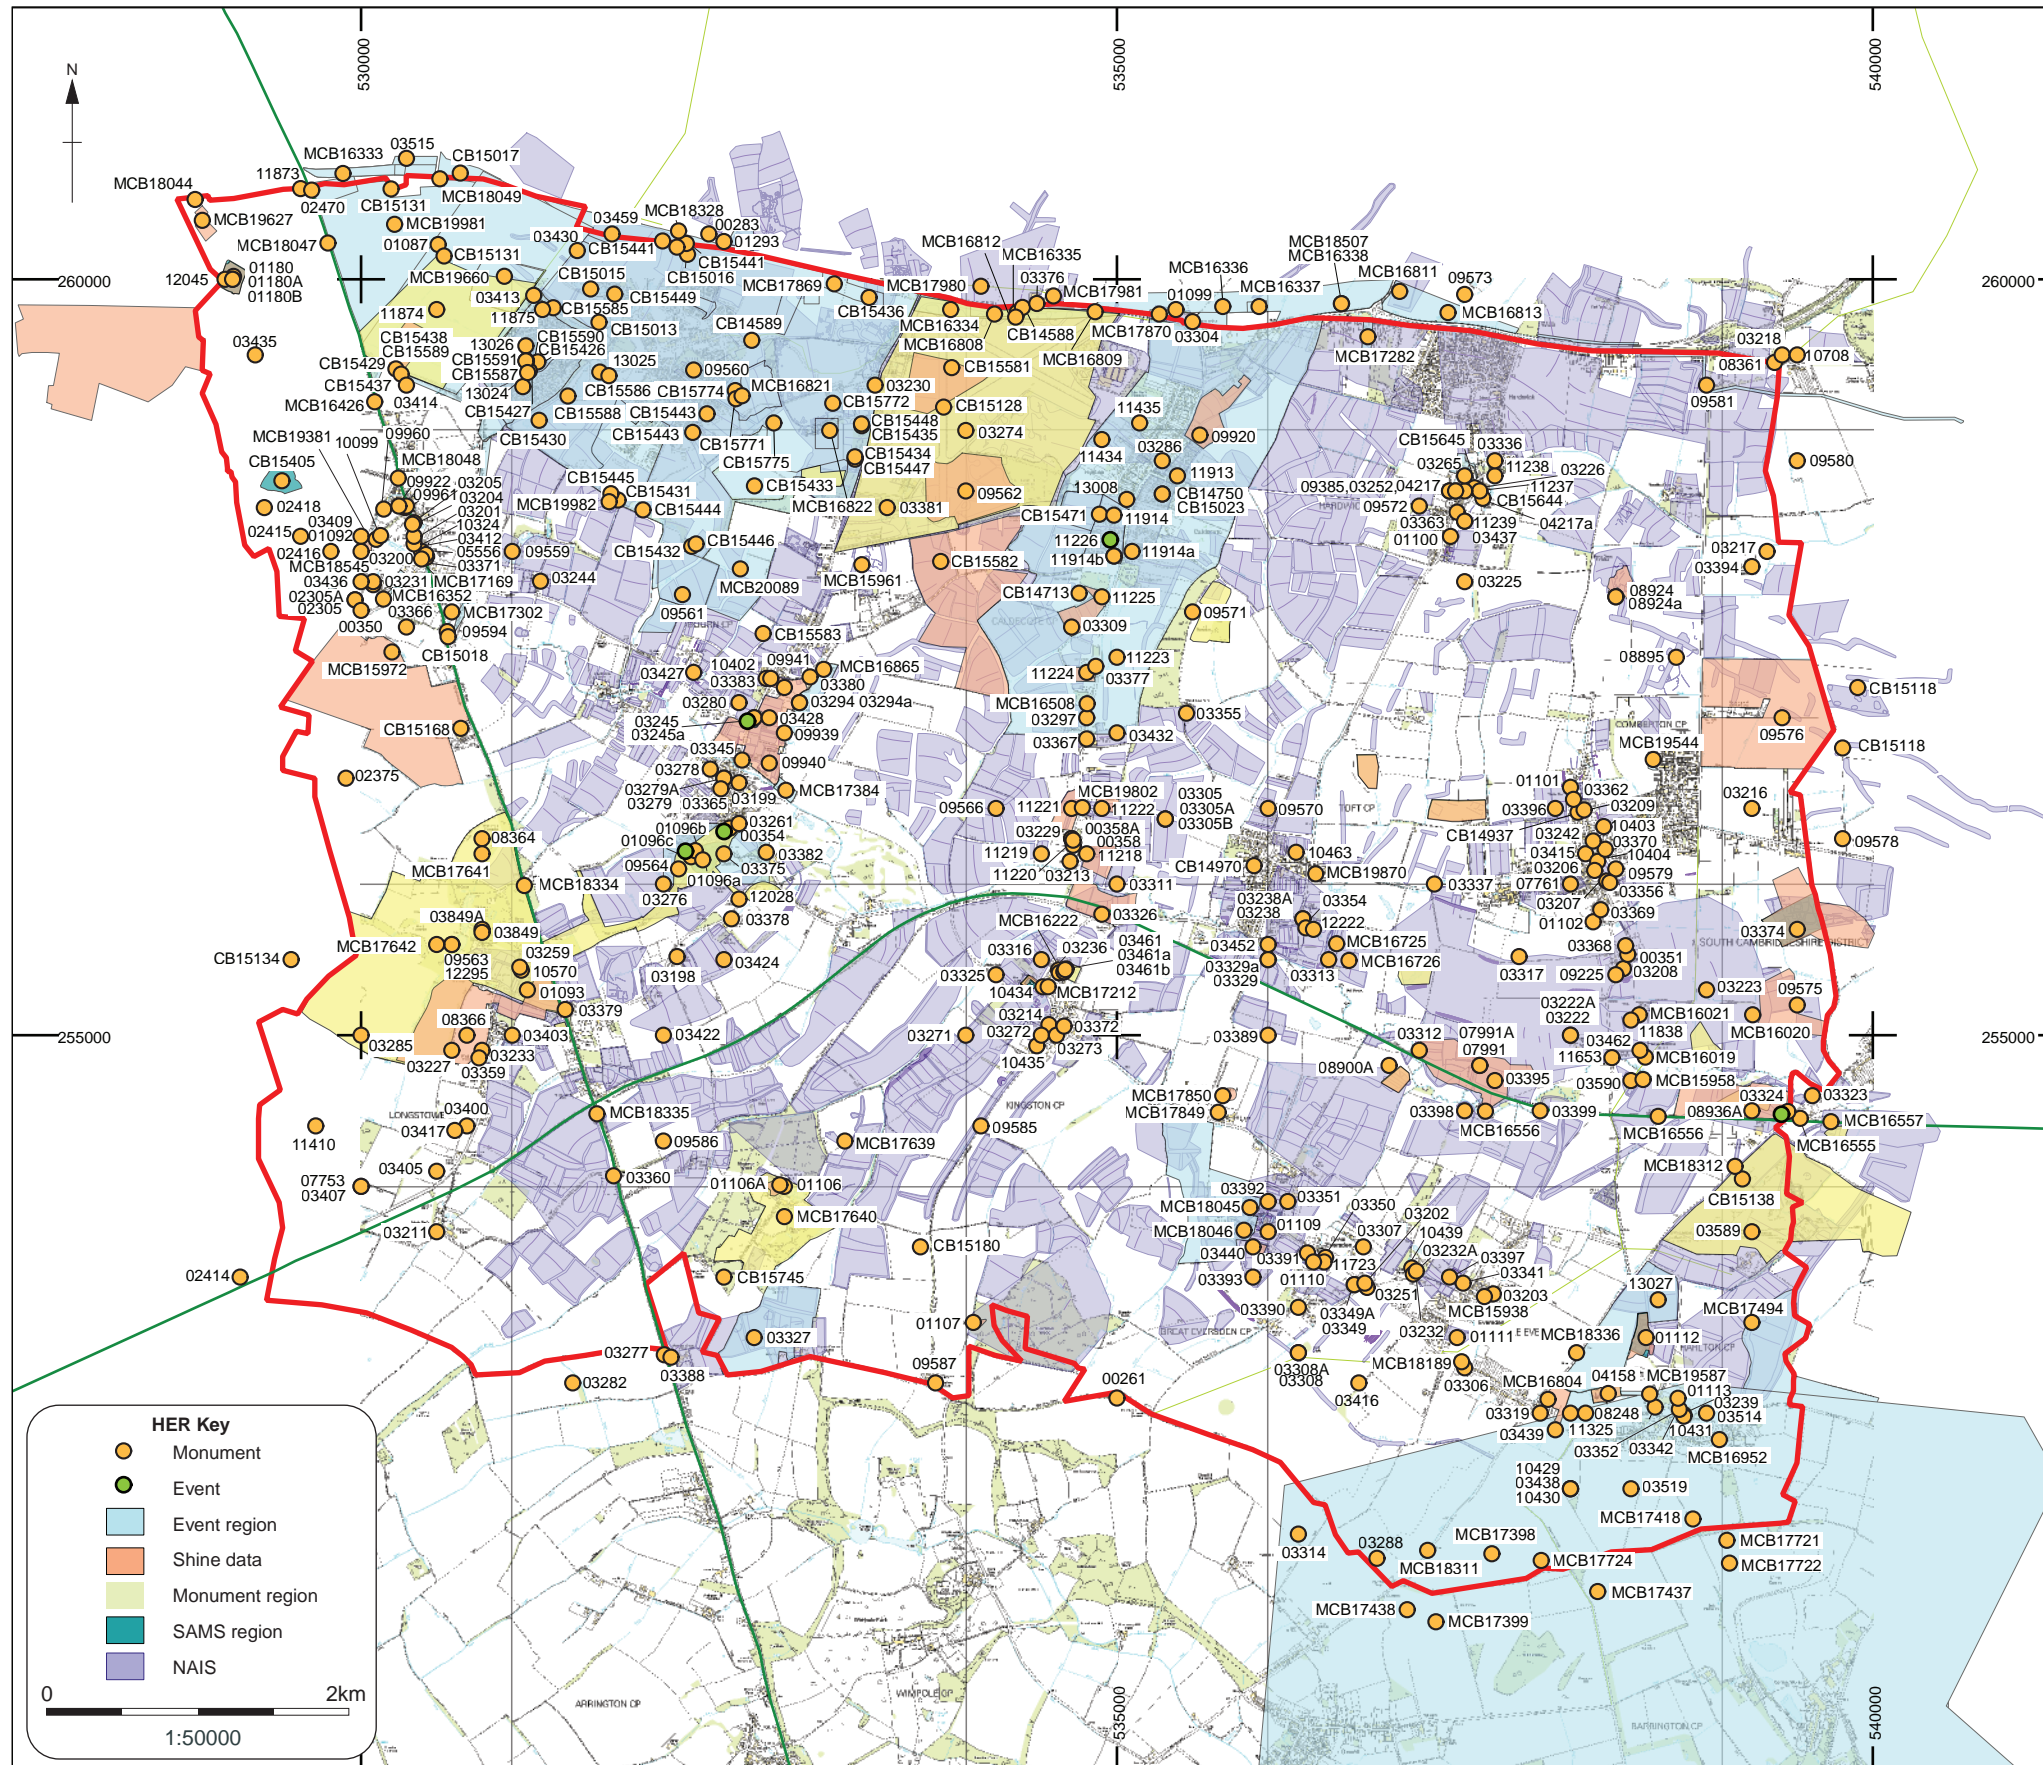 530000
535000
540000
N
03515
MCB16333
CB15017
11873
MCB18044
02470
CB15131
MCB18049
MCB19627
MCB19981
03459
MCB18328
00283
MCB18047
01087
03430
CB15441
01293
CB15131
CB15441
CB15016
MCB16812
MCB16335
MCB18507
MCB16338
MCB16336
MCB16811
260000
12045
01180
01180A
01180B
MCB19660
CB15015
MCB17869
MCB17980
03376
MCB17981
01099
MCB16337
09573
260000
03413
CB15449
11874
11875
CB15585
CB15436
MCB16334
CB14588
MCB17870
03304
MCB16813
CB15013
CB14589
MCB16808
MCB16809
MCB17282
CB15438
CB15589
13026
CB15590
CB15426
03435
03218
10708
CB15429
CB15591
13025
CB15581
08361
CB15587
09560
CB15437
03414
13024
CB15586
CB15774
MCB16821
03230
09581
MCB16426
CB15427
CB15588
CB15443
CB15772
CB15128
11435
MCB19381
10099
09960
CB15430
CB15443
CB15771
CB15448
CB15435
03274
11434
09920
CB15645
03336
CB15405
MCB18048
CB15775
CB15434
CB15447
03286
03265
11238
03226
09580
09922
03205
CB15445
CB15431
CB15433
11913
09961
03204
MCB19982
CB15444
09562
13008
CB14750
CB15023
09385,03252,04217
11237
CB15644
02418
03201
MCB16822
03381
CB15471
11914
09572
04217a
02415
03409
01092
10324
03412
03363
11239
02416
05556
09559
CB15432
CB15446
11226
11914a
01100
03437
MCB18545
03200
03371
11914b
03217
03436
03231
MCB17169
03244
MCB20089
MCB15961
CB15582
03394
02305A
MCB16352
09561
CB14713
11225
03225
08924
08924a
02305
03366
MCB17302
09571
00350
09594
CB15583
03309
CALDECOTE CP
MCB15972
CB15018
10402
09941
MCB16865
11223
08895
03427
03383
03380
11224
03377
CB15118
03280
03294 03294a
MCB16508
CB15168
03245
03245a
03428
03297
03355
COMBERTON CP
09576
09939
03367
03432
CB15118
03345
MCB19544
02375
03278
09940
03279A
03279
03365
03199
MCB17384
MCB19802
03305
03305A
03305B
TOFT CP
01101
03362
09566
11221
11222
09570
03396
03209
03216
08364
01096b
03261
00354
03229
00358A
00358
CB14937
10403
01096c
03242
03370
09578
MCB17641
09564
03382
11219
11218
10463
03415
10404
03375
11220
03213
CB14970
MCB19870
03206
09579
MCB18334
01096a
03276
12028
03311
03337
07761
03356
MCB16222
03326
03238A
03238
03354
03207
03849A
03849
03378
12222
03369
01102
MCB17642
03259
03316
03236
03461
03461a
03461b
03452
MCB16725
03368
SOUTH CAMBRIDGESHIRE DISTRICT
03374
CB15134
09563
12295
10570
03198
03424
03325
03329a
03329
03313
MCB16726
03317
00351
03208
09225
01093
10434
MCB17212
03223
09575
03379
03214
03372
03222A
03222
MCB16021
MCB16020
255000
03285
08366
03403
03422
03271
03272
03273
03389
03312
07991A
07991
11838
255000
03227
03233
03359
10435
03462
11653
MCB16019
08900A
03395
03590
MCB15958
MCB17850
MCB17849
03323
LONGSTOWE
03400
MCB18335
KINGSTON CP
03398
03399
08936A
03324
03417
MCB16556
MCB16556
MCB16557
11410
09586
MCB17639
09585
MCB16555
03405
03360
MCB18312
07753
03407
01106A
01106
CB15138
03392
03351
MCB18045
03350
MCB17640
03202
03211
MCB18046
01109
03307
10439
03589
CB15180
03440
03232A
03397
03391
11723
02414
CB15745
03393
01110
03341
13027
03251
03203
03390
MCB15938
MCB17494
01107
03349A
03349
03327
GREAT EVERSDEN CP
03232
01111
MCB18336
01112
HARLTON CP
03277
03308A
03308
MCB18189
03388
09587
00261
03306
MCB16804
04158
MCB19587
03282
01113
03416
03239
03319
08248
03514
03439
11325
10431
03352
03342
MCB16952
10429
03438
10430
03519
MCB17418
03314
03288
MCB17398
MCB17721
MCB18311
MCB17724
MCB17722
MCB17437
MCB17438
MCB17399
ARRINGTON CP
WIMPOLE CP
BARRINGTON CP
HER Key
Monument
Event
Event region
Shine data
Monument region
SAMS region
NAIS
0
2km
1:50000
535000
540000